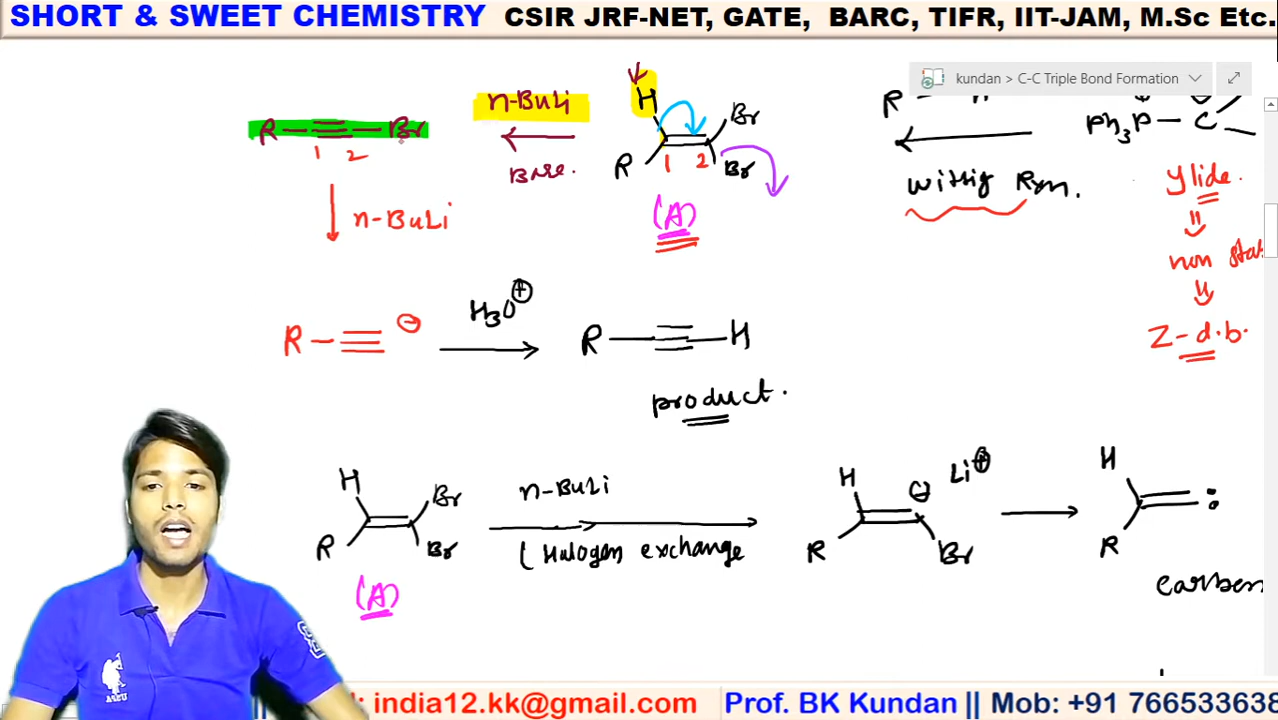 SHORT & SWEET CHEMISTRY CSIR JRF-NET, GATE, BARC, TIFR, IIT-JAM, M.Sc Etc.
kundan > C-C Triple Bond Formation
R - ≡ - Br
1 2
n-BuLi
Base.
H
Br
R 1 2 Br
(A)
R
Wittig Rxn.
Ph3P - C
ylide.
non
Z-d.b.
n-BuLi
R - ≡ ⊖
H3O⊕
R - ≡ - H
product.
H
Br
R Br
(A)
n-BuLi
(Halogen exchange
H ⊖ Li⊕
R Br
H
R :
india12.kk@gmail.com || Prof. BK Kundan || Mob: +91 766533638